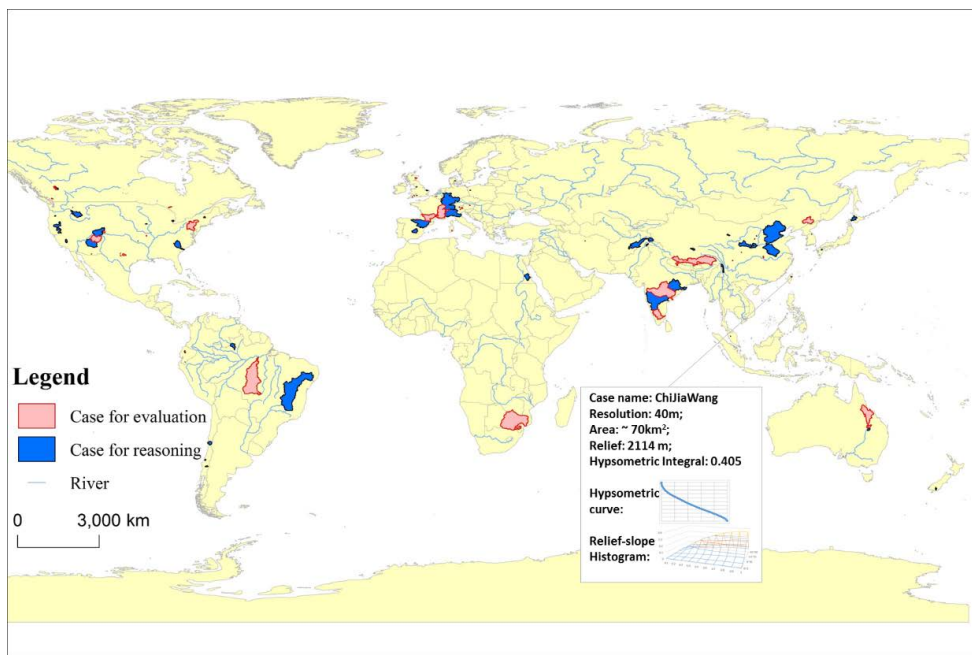 Legend
Case for evaluation
Case for reasoning
River
0 3,000 km
Case name: ChiJiaWang
Resolution: 40m;
Area: ~ 70km²;
Relief: 2114 m;
Hypsometric Integral: 0.405
Hypsometric
curve:
Relief-slope
Histogram: